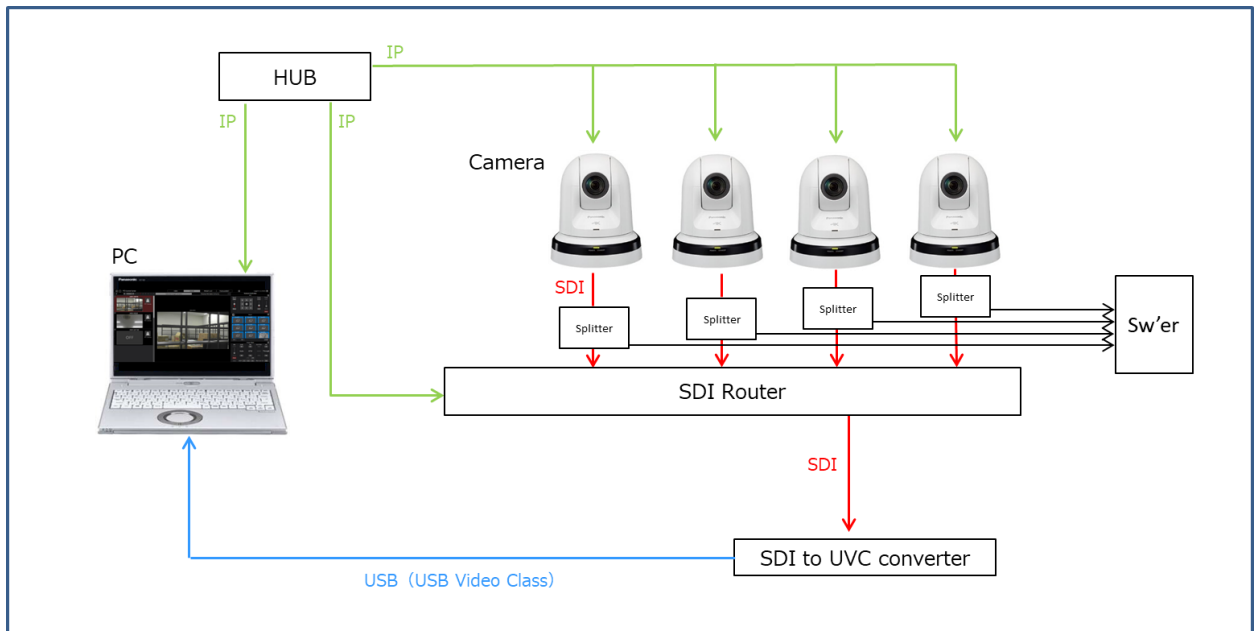 IP
HUB
IP
IP
Camera
PC
Panasonic
SDI
Splitter
Splitter
Splitter
Splitter
Sw’er
SDI Router
SDI
SDI to UVC converter
USB（USB Video Class）